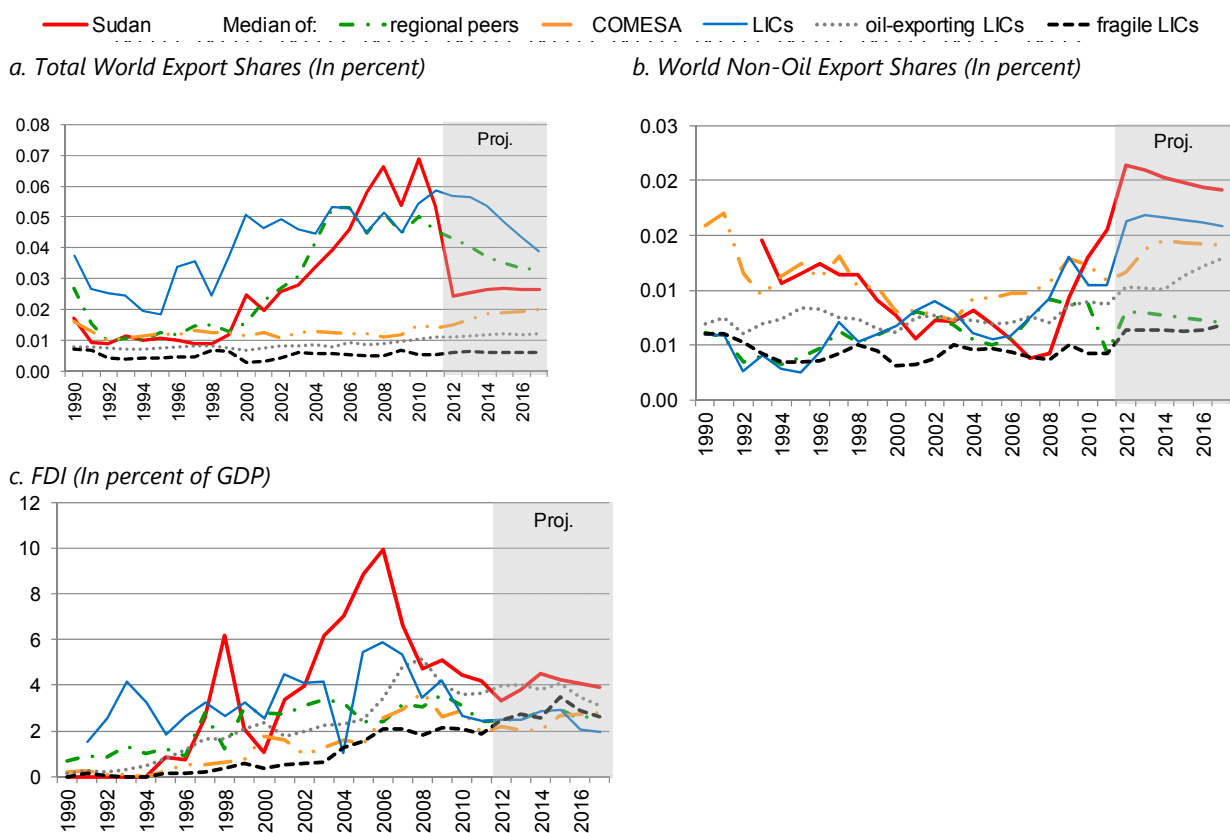 Sudan Median of: regional peers COMESA LICs oil-exporting LICs fragile LICs
a. Total World Export Shares (In percent)
0.08
0.07
0.06
0.05
0.04
0.03
0.02
0.01
0.00
Proj.
1990 1992 1994 1996 1998 2000 2002 2004 2006 2008 2010 2012 2014 2016
b. World Non-Oil Export Shares (In percent)
0.03
0.02
0.02
0.01
0.01
0.00
Proj.
1990 1992 1994 1996 1998 2000 2002 2004 2006 2008 2010 2012 2014 2016
c. FDI (In percent of GDP)
12
10
8
6
4
2
0
Proj.
1990 1992 1994 1996 1998 2000 2002 2004 2006 2008 2010 2012 2014 2016